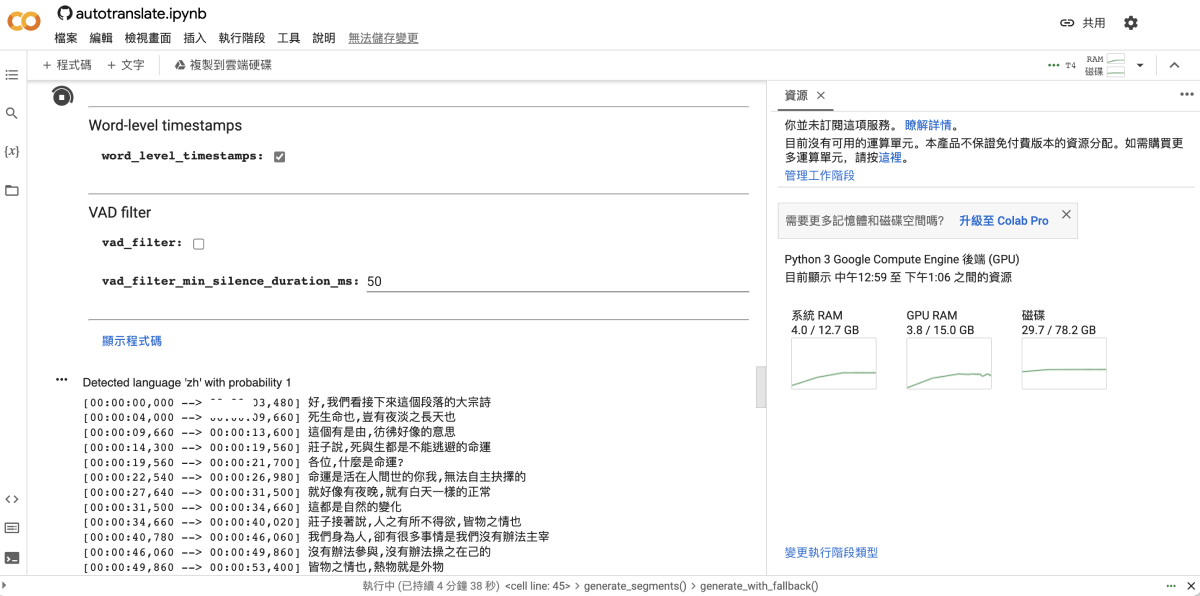 autotranslate.ipynb
檔案 編輯 檢視畫面 插入 執行階段 工具 說明 無法儲存變更
共用
+ 程式碼 + 文字 複製到雲端硬碟
T4 RAM 磁碟
Word-level timestamps
word_level_timestamps:
VAD filter
vad_filter:
vad_filter_min_silence_duration_ms: 50
顯示程式碼
Detected language 'zh' with probability 1
[00:00:00,000 --> 03,480] 好,我們看接下來這個段落的大宗詩
[00:00:04,000 --> 09,660] 死生命也,豈有夜淡之長天也
[00:00:09,660 --> 00:00:13,600] 這個有是由,彷彿好像的意思
[00:00:14,300 --> 00:00:19,560] 莊子說,死與生都是不能逃避的命運
[00:00:19,560 --> 00:00:21,700] 各位,什麼是命運?
[00:00:22,540 --> 00:00:26,980] 命運是活在人間世的你我,無法自主抉擇的
[00:00:27,640 --> 00:00:31,500] 就好像有夜晚,就有白天一樣的正常
[00:00:31,500 --> 00:00:34,660] 這都是自然的變化
[00:00:34,660 --> 00:00:40,020] 莊子接著說,人之有所不得欲,皆物之情也
[00:00:40,780 --> 00:00:46,060] 我們身為人,卻有很多事情是我們沒有辦法主宰
[00:00:46,060 --> 00:00:49,860] 沒有辦法參與,沒有辦法操之在己的
[00:00:49,860 --> 00:00:53,400] 皆物之情也,熱物就是外物
資源
你並未訂閱這項服務。 瞭解詳情。
目前沒有可用的運算單元。本產品不保證免付費版本的資源分配。如需購買更
多運算單元，請按這裡。
管理工作階段
需要更多記憶體和磁碟空間嗎? 升級至 Colab Pro
Python 3 Google Compute Engine 後端 (GPU)
目前顯示 中午12:59 至 下午1:06 之間的資源
系統 RAM
4.0 / 12.7 GB
GPU RAM
3.8 / 15.0 GB
磁碟
29.7 / 78.2 GB
變更執行階段類型
執行中 (已持續 4 分鐘 38 秒) <cell line: 45> > generate_segments() > generate_with_fallback()